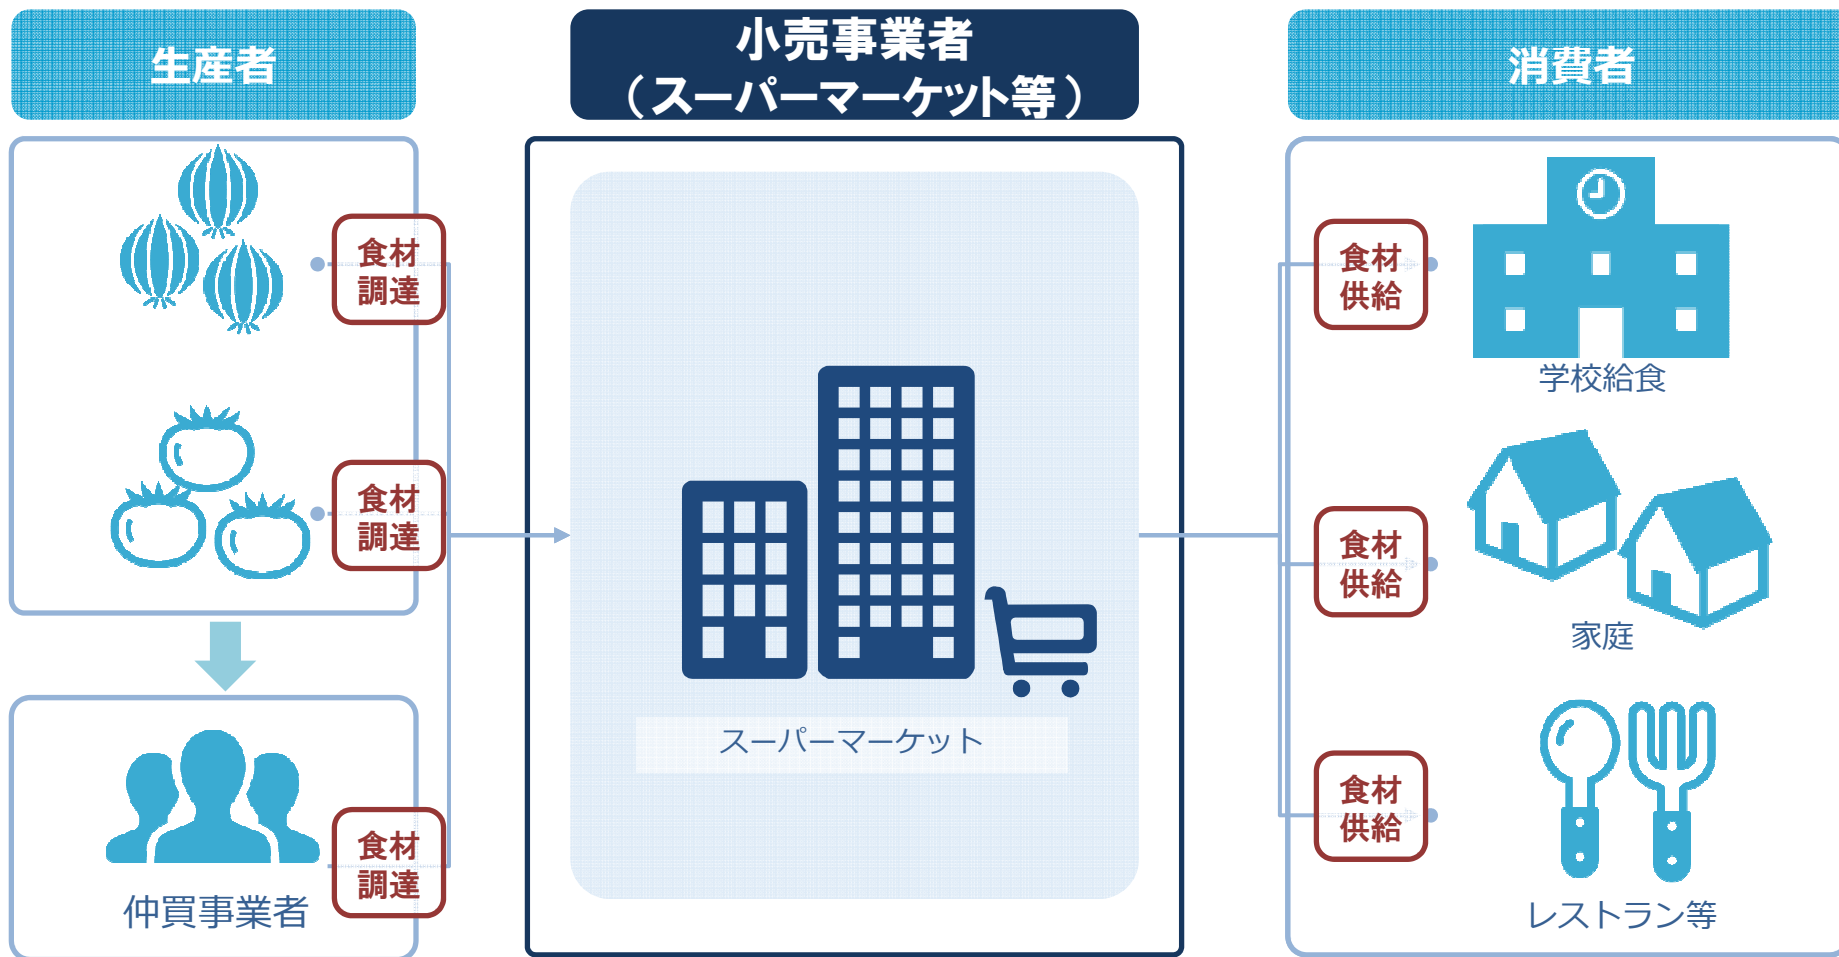 生産者
小売事業者
（スーパーマーケット等）
消費者
食材
調達
食材
調達
食材
調達
仲買事業者
スーパーマーケット
食材
供給
学校給食
食材
供給
家庭
食材
供給
レストラン等